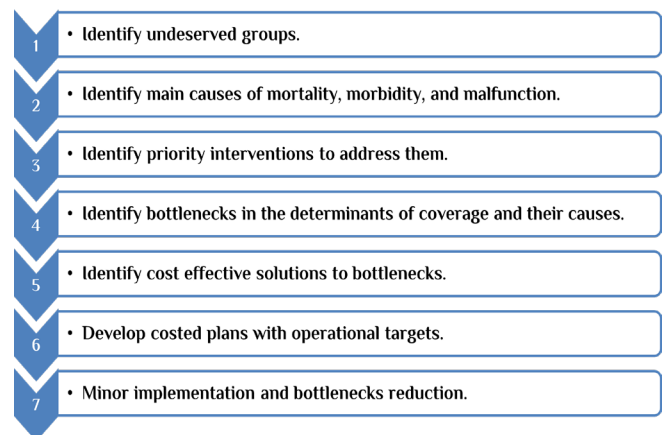 1 • Identify undeserved groups.
2 • Identify main causes of mortality, morbidity, and malfunction.
3 • Identify priority interventions to address them.
4 • Identify bottlenecks in the determinants of coverage and their causes.
5 • Identify cost effective solutions to bottlenecks.
6 • Develop costed plans with operational targets.
7 • Minor implementation and bottlenecks reduction.